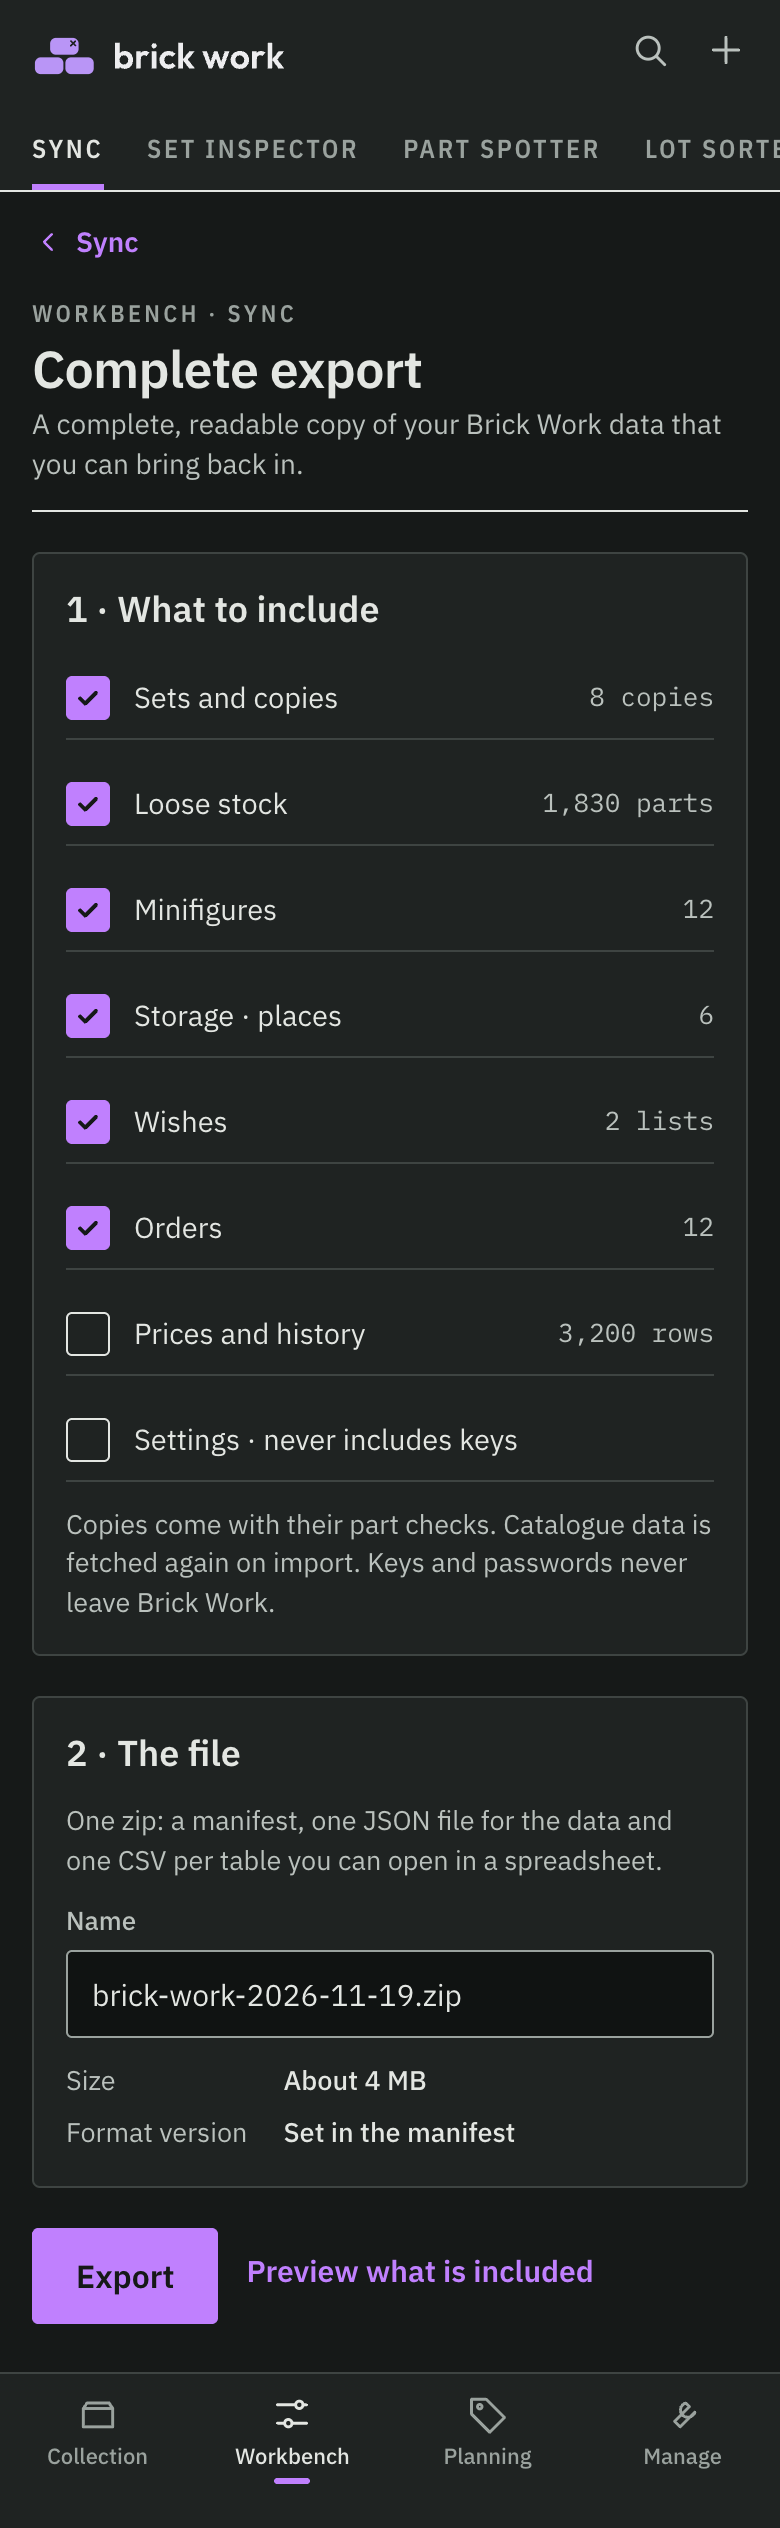 brick work
SYNC SET INSPECTOR PART SPOTTER LOT SORTE
Sync
WORKBENCH · SYNC
Complete export
A complete, readable copy of your Brick Work data that
you can bring back in.
1 · What to include
Sets and copies 8 copies
Loose stock 1,830 parts
Minifigures 12
Storage · places 6
Wishes 2 lists
Orders 12
Prices and history 3,200 rows
Settings · never includes keys
Copies come with their part checks. Catalogue data is
fetched again on import. Keys and passwords never
leave Brick Work.
2 · The file
One zip: a manifest, one JSON file for the data and
one CSV per table you can open in a spreadsheet.
Name
brick-work-2026-11-19.zip
Size About 4 MB
Format version Set in the manifest
Export Preview what is included
Collection Workbench Planning Manage